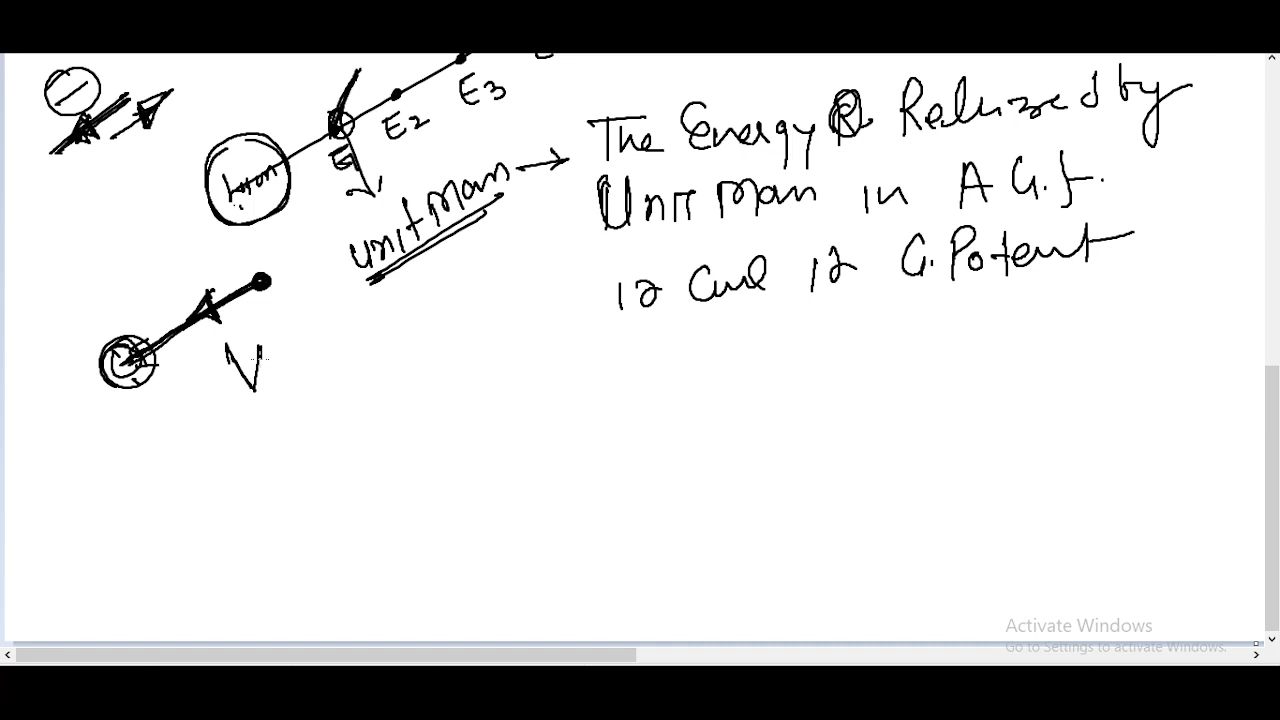 E3
E2
E1
The Energy Released by
Unit Mass in A G.f.
is
is G. Potent
Unit Mass
V
Activate Windows
Go to Settings to activate Windows.